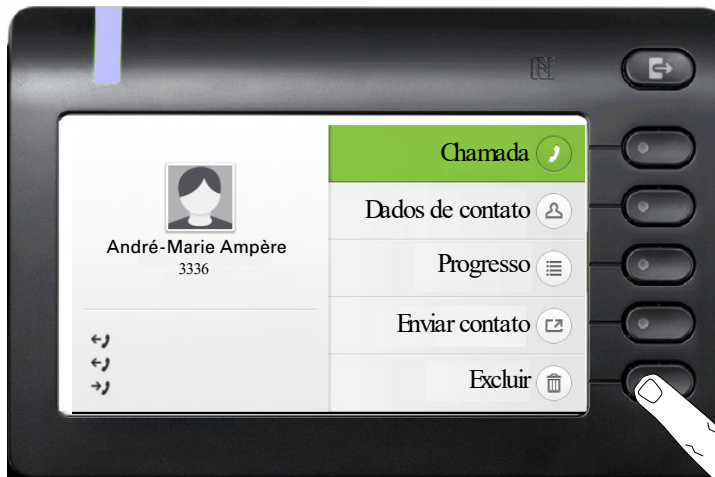 Chamada
Dados de contato
André-Marie Ampère
3336
Progresso
Enviar contato
Excluir